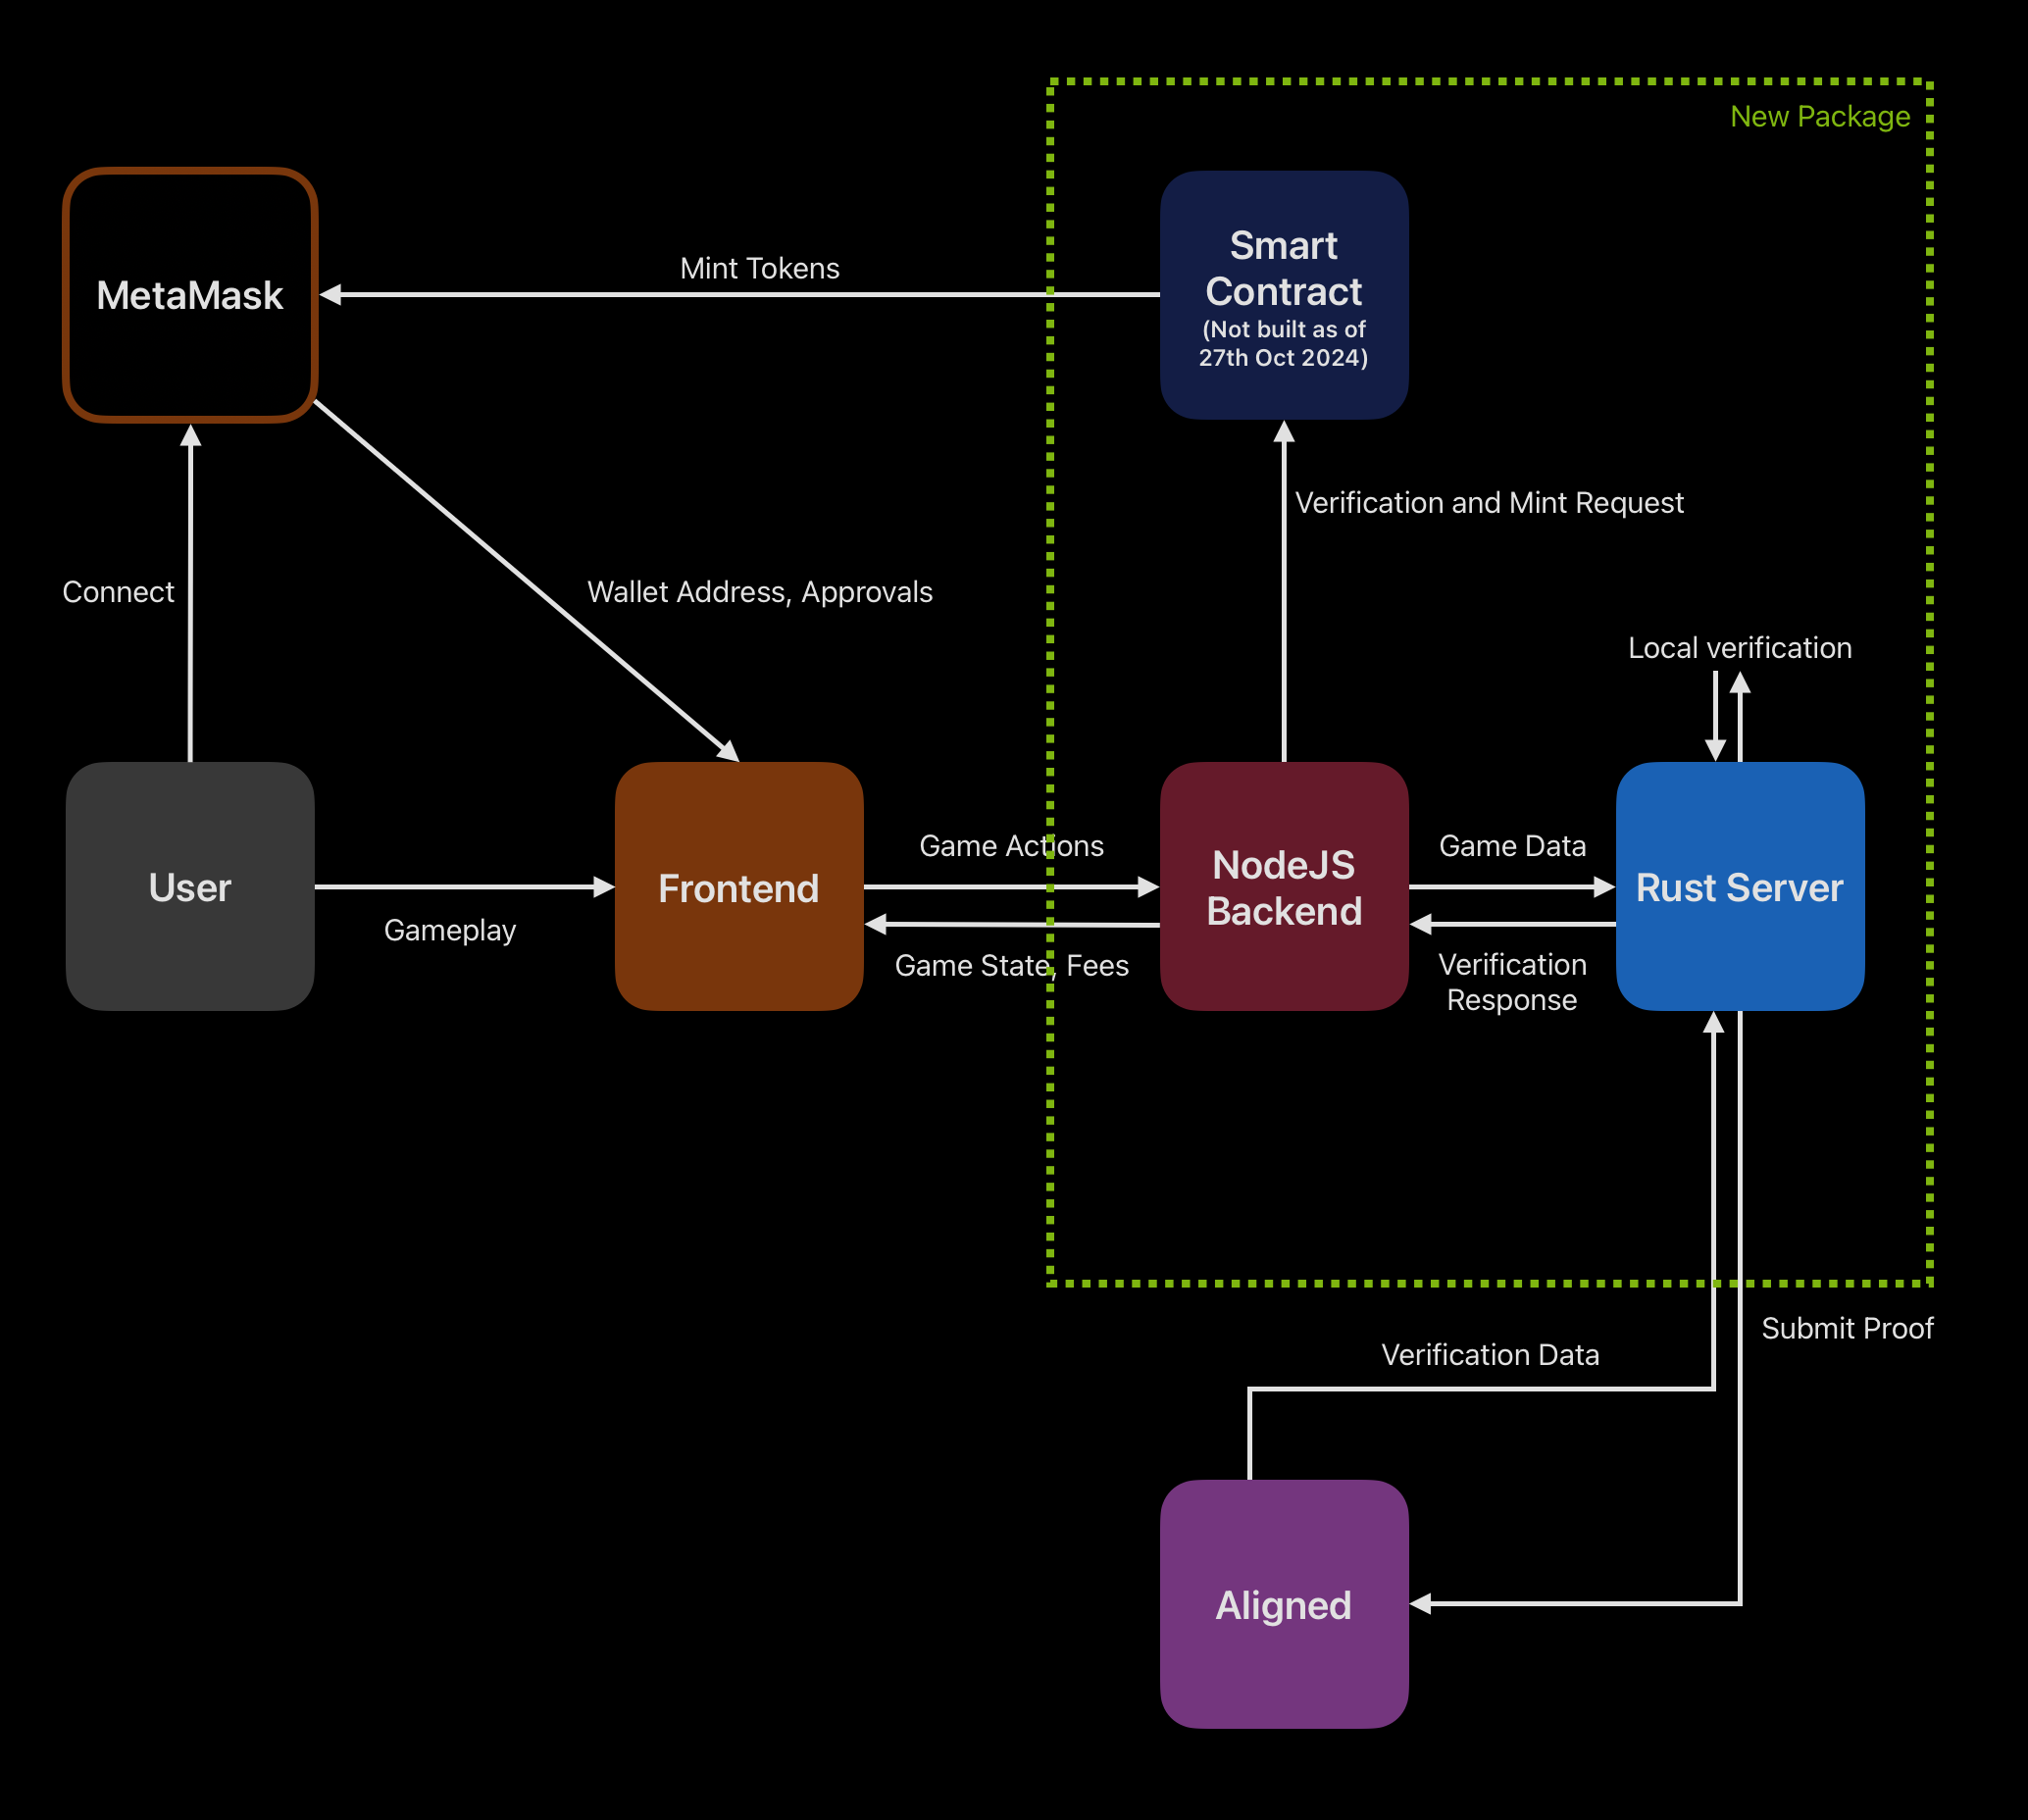 New Package
MetaMask
Mint Tokens
Smart
Contract
(Not built as of
27th Oct 2024)
Verification and Mint Request
Connect
Wallet Address, Approvals
Local verification
User
Gameplay
Frontend
Game Actions
Game State, Fees
NodeJS
Backend
Game Data
Verification
Response
Rust Server
Submit Proof
Verification Data
Aligned